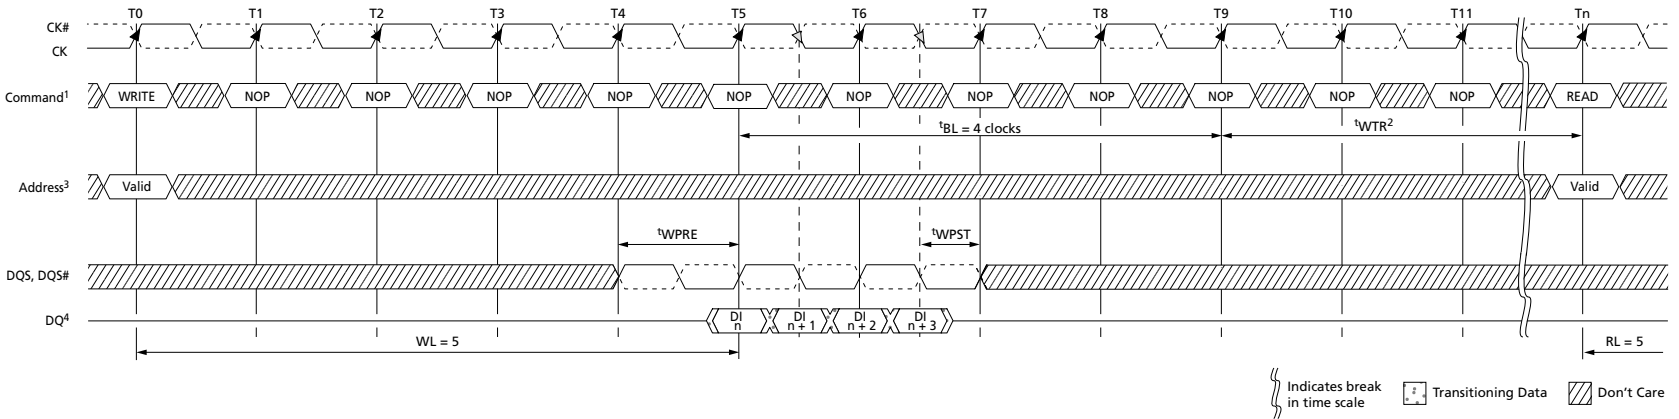 T0 T1 T2 T3 T4 T5 T6 T7 T8 T9 T10 T11 Tn
CK#
CK
Command1 WRITE NOP NOP NOP NOP NOP NOP NOP NOP NOP NOP NOP READ
tBL = 4 clocks tWTR2
Address3 Valid Valid
tWPRE tWPST
DQS, DQS#
DQ4 DI n DI n + 1 DI n + 2 DI n + 3
WL = 5 RL = 5
Indicates break in time scale Transitioning Data Don't Care